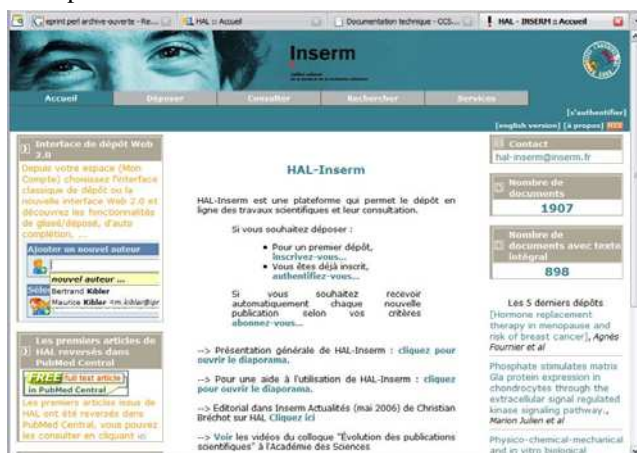 eprint perl archive ouverte - Re...
HAL :: Accueil
Documentation technique - CCS...
HAL - INSERM :: Accueil
Inserm
Accueil
Déposer
Consulter
Rechercher
Services
[s'authentifier]
[english version] [à propos]
Interface de dépôt Web
2.0
Depuis votre espace (Mon
Compte) choisissez l'interface
classique de dépôt ou la
nouvelle interface Web 2.0 et
découvrez les fonctionnalités
de glissé/déposé, d'auto
complétion, ...
Ajouter un nouvel auteur
nouvel auteur ...
Bertrand Kibler
Maurice Kibler
Les premiers articles de
HAL reversés dans
PubMed Central
FREE full text article
in PubMed Central
Les premiers articles issus de
HAL ont été reversés dans
PubMed Central, vous pouvez
les consulter en cliquant ici
HAL-Inserm
HAL-Inserm est une plateforme qui permet le dépôt en
ligne des travaux scientifiques et leur consultation.
Si vous souhaitez déposer :
• Pour un premier dépôt,
inscrivez-vous...
• Vous êtes déjà inscrit,
authentifiez-vous...
Si vous souhaitez recevoir
automatiquement chaque nouvelle
publication selon vos critères
abonnez-vous...
--> Présentation générale de HAL-Inserm : cliquez pour
ouvrir le diaporama.
--> Pour une aide à l'utilisation de HAL-Inserm : cliquez
pour ouvrir le diaporama.
--> Editorial dans Inserm Actualités (mai 2006) de Christian
Bréchot sur HAL Cliquez ici
--> Voir les vidéos du colloque "Évolution des publications
scientifiques" à l'Académie des Sciences
Contact
hal-inserm@inserm.fr
Nombre de
documents
1907
Nombre de
documents avec texte
intégral
898
Les 5 derniers dépôts
[Hormone replacement
therapy in menopause and
risk of breast cancer], Agnès
Fournier et al
Phosphate stimulates matrix
Gla protein expression in
chondrocytes through the
extracellular signal regulated
kinase signaling pathway., 
Marion Julien et al
Physico-chemical-mechanical
and in vitro biological